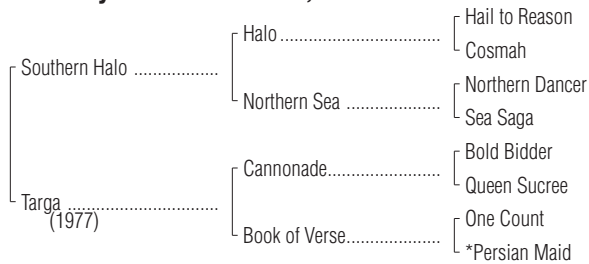 Hail to Reason
Halo ..................................
Cosmah
Southern Halo ..................
Northern Dancer
Northern Sea ....................
Sea Saga
Bold Bidder
Cannonade........................
Queen Sucree
Targa ................................
(1977)
One Count
Book of Verse....................
*Persian Maid